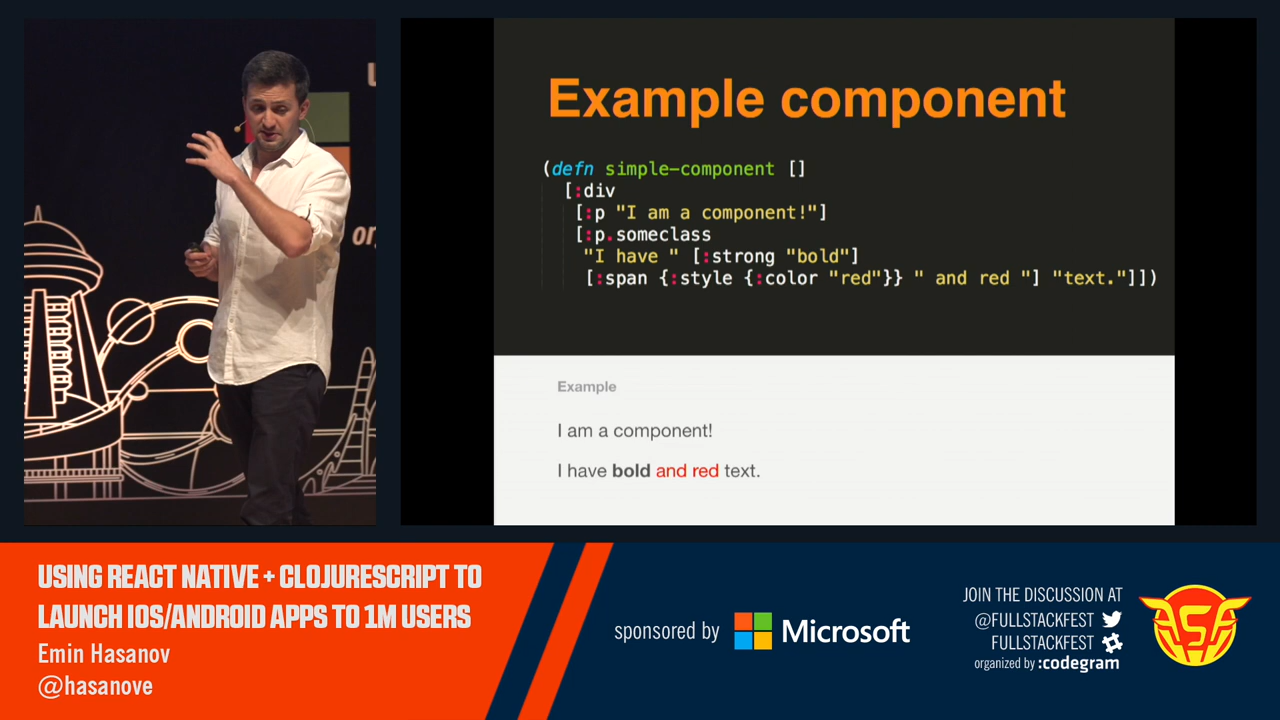 or
Example component
(defn simple-component []
[:div
[:p "I am a component!"]
[:p.someclass
"I have " [:strong "bold"]
[:span {:style {:color "red"}} " and red "] "text."]])
Example
I am a component!
I have bold and red text.
USING REACT NATIVE + CLOJURESCRIPT TO
LAUNCH IOS/ANDROID APPS TO 1M USERS
Emin Hasanov
@hasanove
sponsored by Microsoft
JOIN THE DISCUSSION AT
@FULLSTACKFEST
FULLSTACKFEST
organized by :codegram
FSF